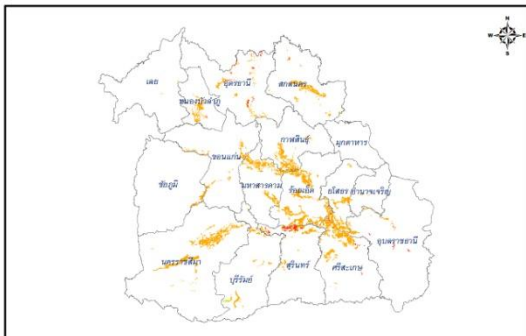 N
W E
S
เลย
อุดรธานี
สกลนคร
หนองบัวลำภู
กาฬสินธุ์
มุกดาหาร
ขอนแก่น
ชัยภูมิ
มหาสารคาม
ร้อยเอ็ด
ยโสธร
อำนาจเจริญ
อุบลราชธานี
นครราชสีมา
บุรีรัมย์
สุรินทร์
ศรีสะเกษ